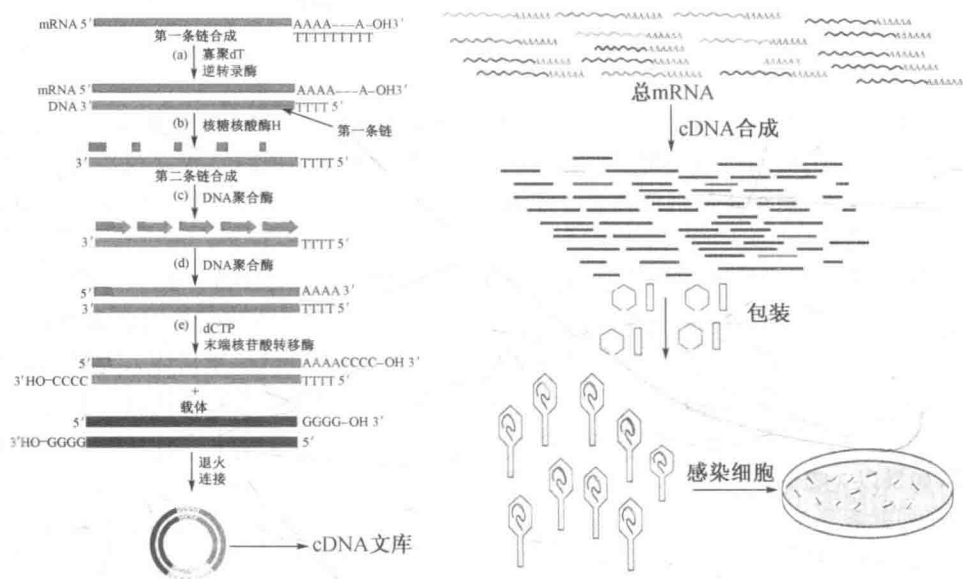 mRNA 5′ AAAA---A-OH3′
第一条链合成 TTTTTTTTT
(a) 寡聚dT
逆转录酶
mRNA 5′ AAAA---A-OH3′
DNA 3′ TTTT 5′
(b) 核糖核酸酶H
第一条链
3′ TTTT 5′
第二条链合成
(c) DNA聚合酶
3′ TTTT 5′
(d) DNA聚合酶
5′ AAAA 3′
3′ TTTT 5′
(e) dCTP
末端核苷酸转移酶
5′ AAAACCCC-OH 3′
3′HO-CCCC TTTT 5′
+
载体
5′ GGGG-OH 3′
3′HO-GGGG 5′
退火
连接
cDNA文库
总mRNA
cDNA合成
包装
感染细胞